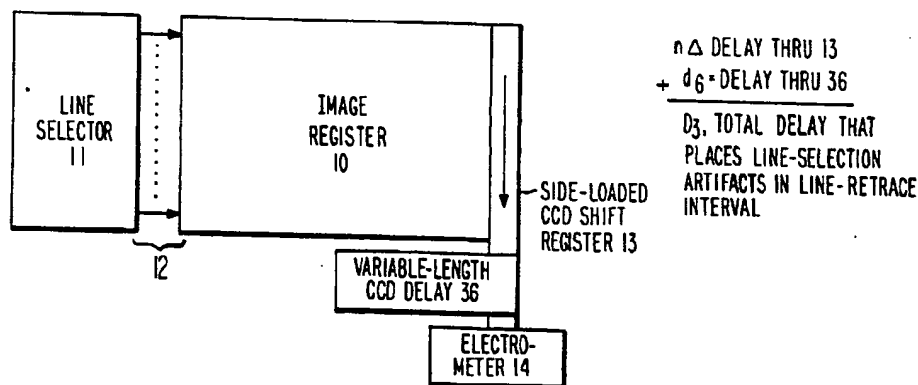 LINE
SELECTOR
11
12
IMAGE
REGISTER
10
SIDE-LOADED
CCD SHIFT
REGISTER 13
VARIABLE-LENGTH
CCD DELAY 36
ELECTRO-
METER 14
n Δ DELAY THRU 13
+ d6 = DELAY THRU 36
D3, TOTAL DELAY THAT
PLACES LINE-SELECTION
ARTIFACTS IN LINE-RETRACE
INTERVAL